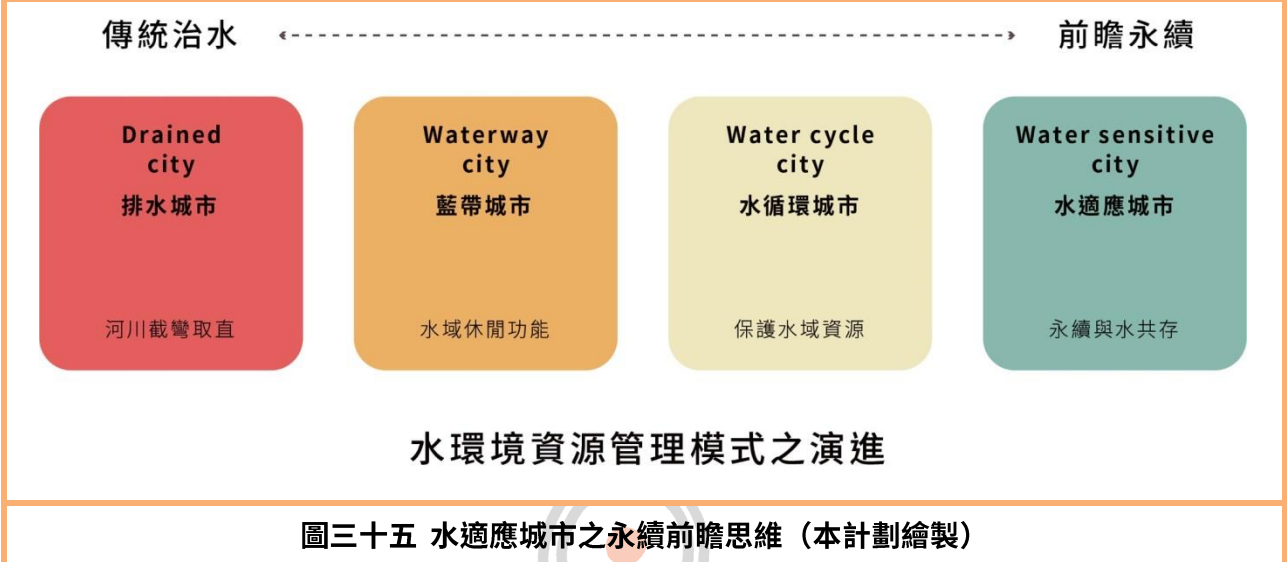 傳統治水
前瞻永續
Drained
city
排水城市
河川截彎取直
Waterway
city
藍帶城市
水域休閒功能
Water cycle
city
水循環城市
保護水域資源
Water sensitive
city
水適應城市
永續與水共存
水環境資源管理模式之演進
圖三十五 水適應城市之永續前瞻思維（本計劃繪製）